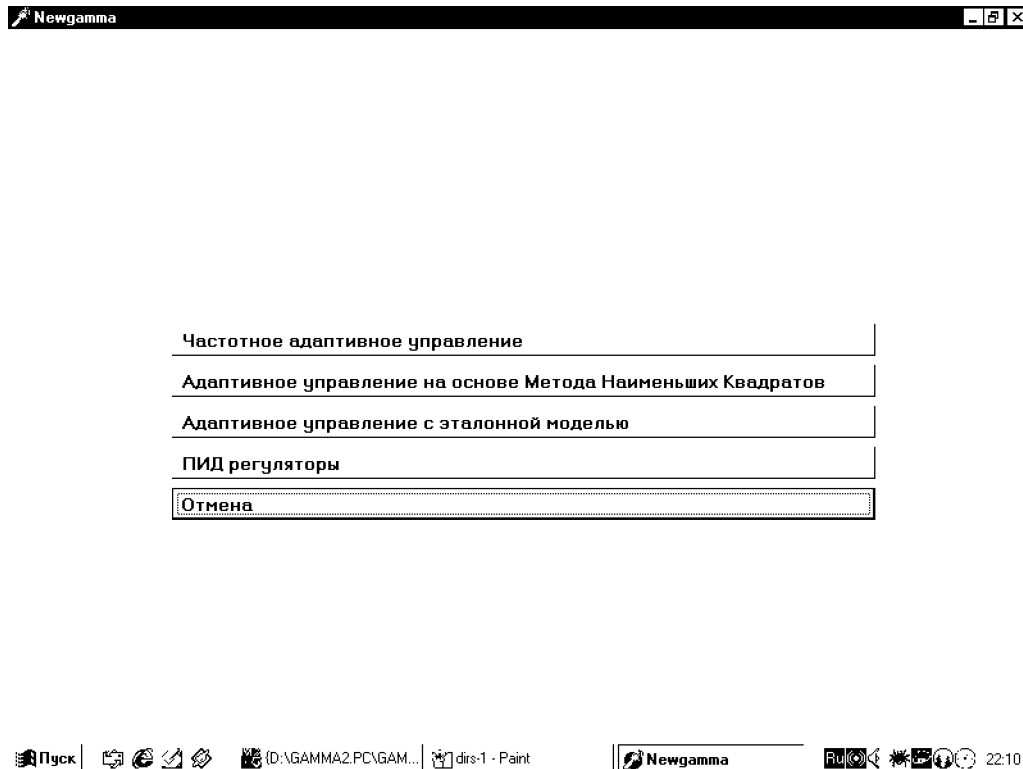 Newgamma
Частотное адаптивное управление
Адаптивное управление на основе Метода Наименьших Квадратов
Адаптивное управление с эталонной моделью
ПИД регуляторы
Отмена
Пуск {D:\GAMMA2.PC\GAM... dirs-1 - Paint Newgamma Ru 22:10